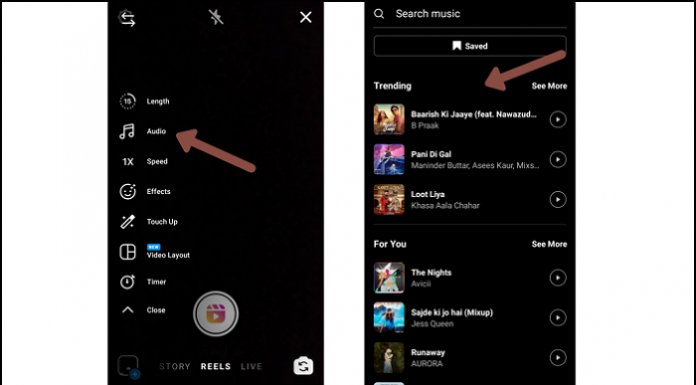 15 Length
Audio
1X Speed
Effects
Touch Up
NEW
Video Layout
Timer
Close
STORY REELS LIVE
Search music
Saved
Trending See More
Baarish Ki Jaaye (feat. Nawazud...
B Praak
Pani Di Gal
Maninder Buttar, Asees Kaur, Mixs...
Loot Liya
Khasa Aala Chahar
For You See More
The Nights
Avicii
Sajde ki jo hai (Mixup)
Jess Queen
Runaway
AURORA